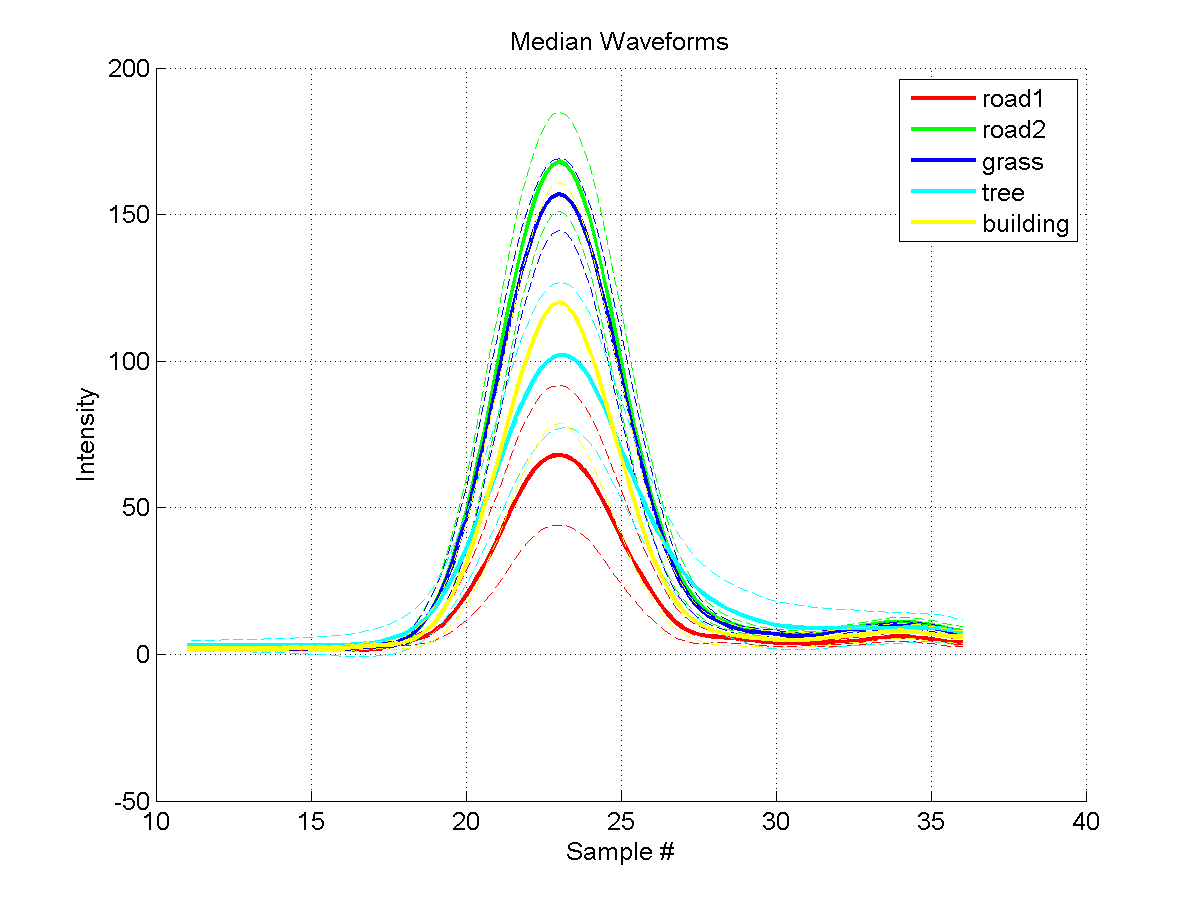 Median Waveforms
200
150
100
50
0
-50
10 15 20 25 30 35 40
Intensity
Sample #
road1
road2
grass
tree
building